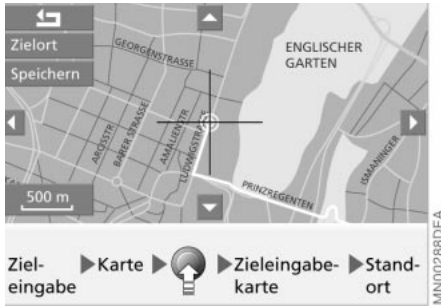 Zielort
Speichern
GEORGENSTRASSE
ENGLISCHER
GARTEN
ARCISSTR.
BARER STRASSE
AMALIENSTR.
LUDWIGSTRASSE
ISMANINGER
PRINZREGENTEN
500 m
Ziel-
eingabe
Karte
Zieleingabe-
karte
Stand-
ort
MN00288DEA